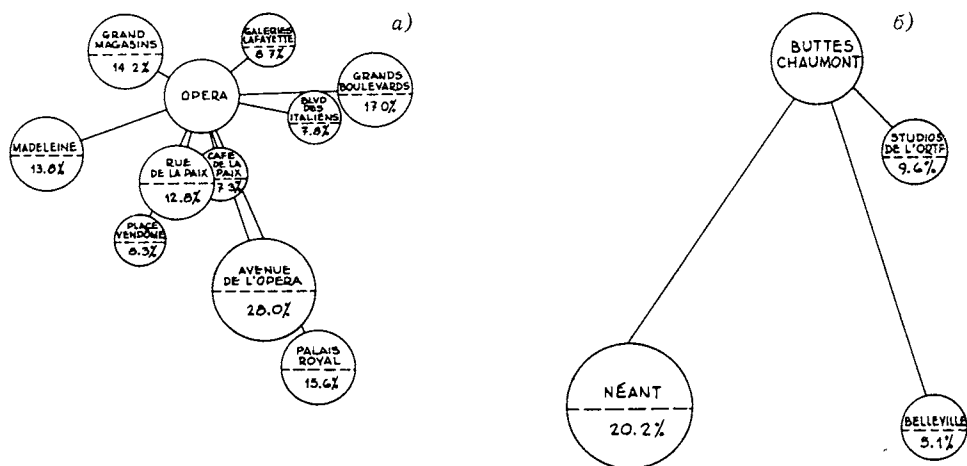 а)
GRAND
MAGASINS
14.2%
GALERIES
LAFAYETTE
8.7%
OPERA
GRANDS
BOULEVARDS
17.0%
BLVD
DES
ITALIENS
7.8%
MADELEINE
13.8%
RUE
DE LA PAIX
12.8%
CAFÉ
DE LA
PAIX
7.3%
PLACE
VENDÔME
8.3%
AVENUE
DE L'OPERA
28.0%
PALAIS
ROYAL
15.6%
б)
BUTTES
CHAUMONT
STUDIOS
DE L'ORTF
9.6%
NÉANT
20.2%
BELLEVILLE
5.1%